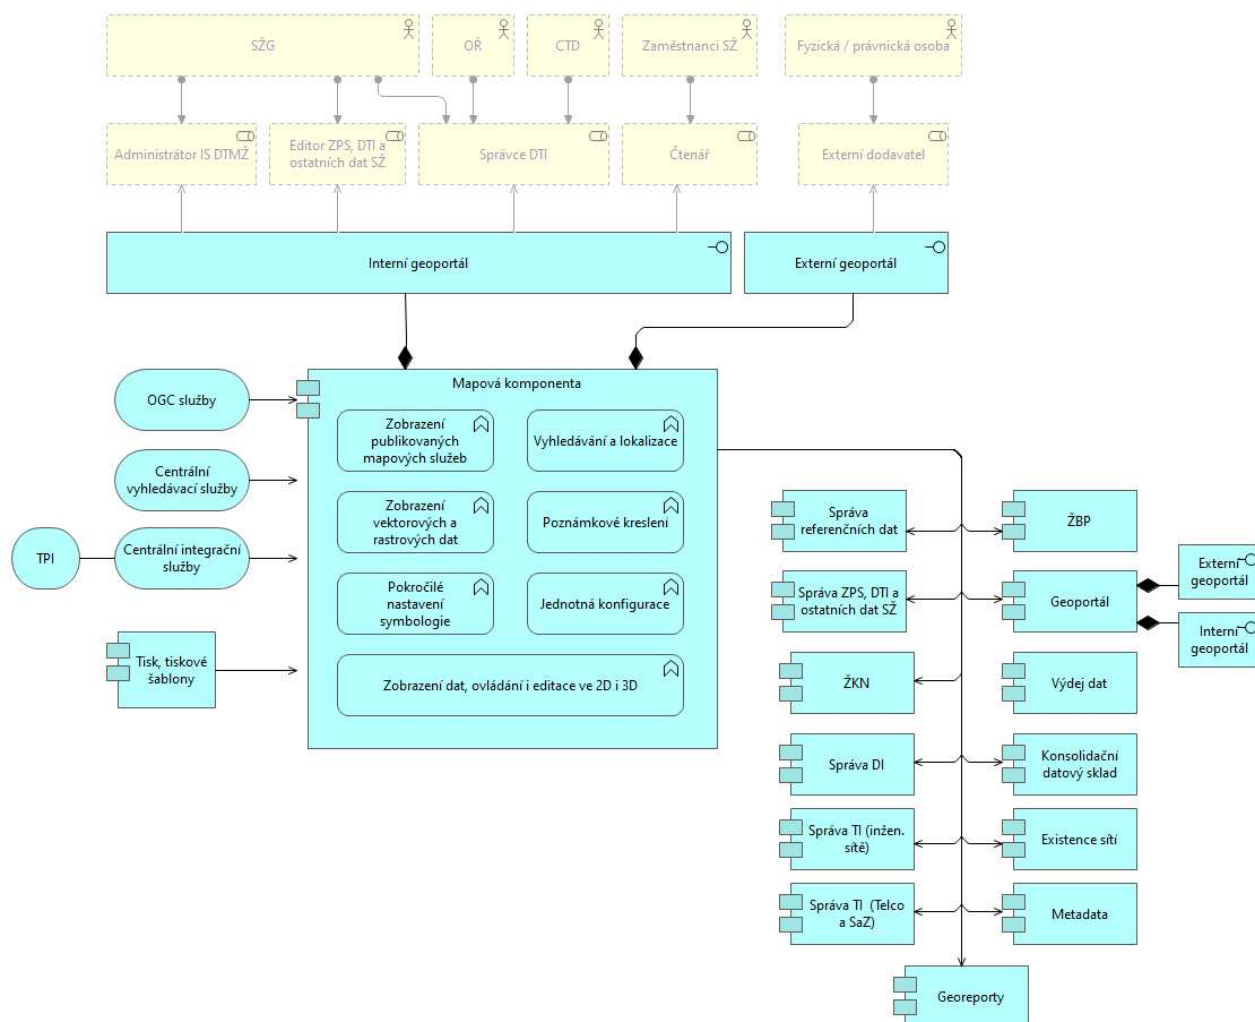 SŽG
OŘ
CTD
Zaměstnanci SŽ
Fyzická / právnická osoba
Administrátor IS DTMŽ
Editor ZPS, DTI a
ostatních dat SŽ
Správce DTI
Čtenář
Externí dodavatel
Interní geoportál
Externí geoportál
Mapová komponenta
OGC služby
Centrální
vyhledávací služby
TPI
Centrální integrační
služby
Tisk, tiskové
šablony
Zobrazení
publikovaných
mapových služeb
Vyhledávání a lokalizace
Zobrazení
vektorových a
rastrových dat
Poznámkové kreslení
Pokročilé
nastavení
symbologie
Jednotná konfigurace
Zobrazení dat, ovládání i editace ve 2D i 3D
Správa
referenčních dat
ŽBP
Správa ZPS, DTI a
ostatních dat SŽ
Geoportál
Externí
geoportál
Interní
geoportál
ŽKN
Výdej dat
Správa DI
Konsolidační
datový sklad
Správa TI (inžen.
sítě)
Existence sítí
Správa TI (Telco
a SaZ)
Metadata
Georeporty